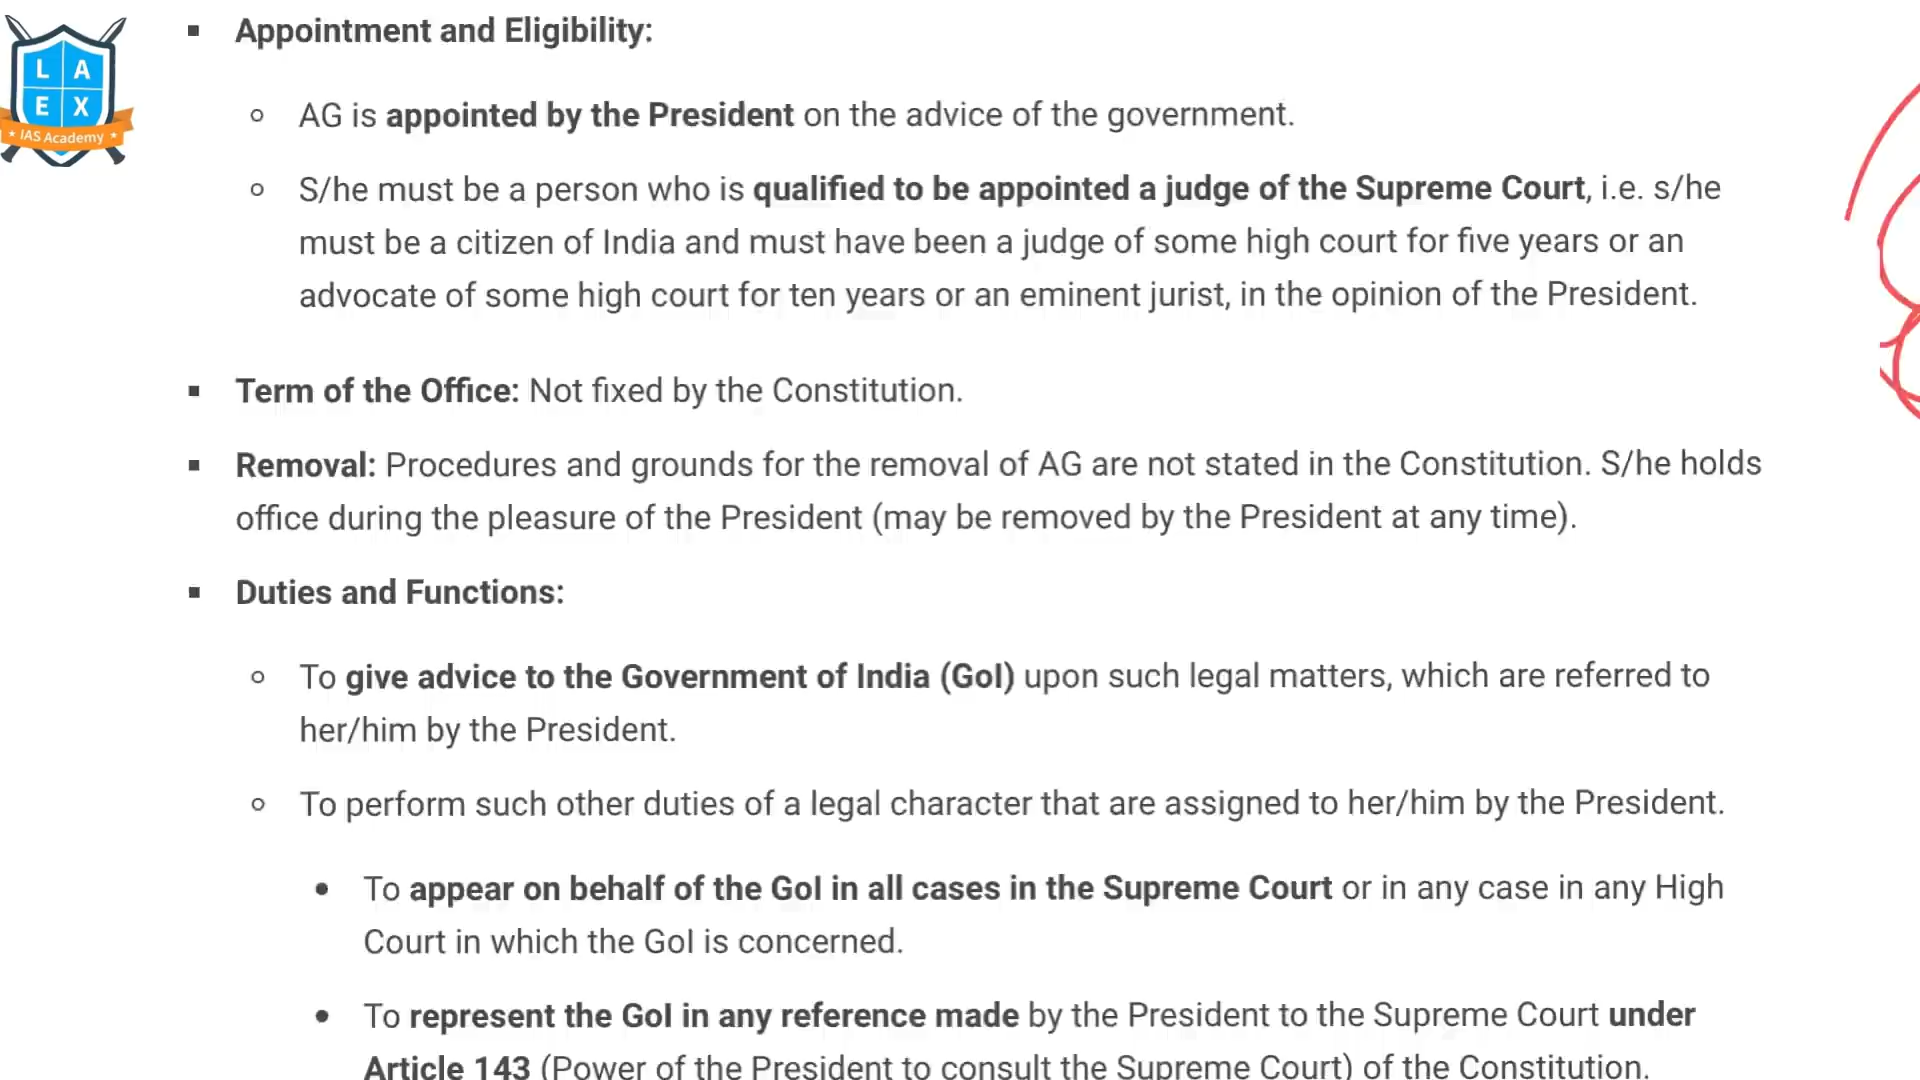 L A
E X
IAS Academy
Appointment and Eligibility:
AG is appointed by the President on the advice of the government.
S/he must be a person who is qualified to be appointed a judge of the Supreme Court, i.e. s/he
must be a citizen of India and must have been a judge of some high court for five years or an
advocate of some high court for ten years or an eminent jurist, in the opinion of the President.
Term of the Office: Not fixed by the Constitution.
Removal: Procedures and grounds for the removal of AG are not stated in the Constitution. S/he holds
office during the pleasure of the President (may be removed by the President at any time).
Duties and Functions:
To give advice to the Government of India (GoI) upon such legal matters, which are referred to
her/him by the President.
To perform such other duties of a legal character that are assigned to her/him by the President.
To appear on behalf of the GoI in all cases in the Supreme Court or in any case in any High
Court in which the GoI is concerned.
To represent the GoI in any reference made by the President to the Supreme Court under
Article 143 (Power of the President to consult the Supreme Court) of the Constitution.